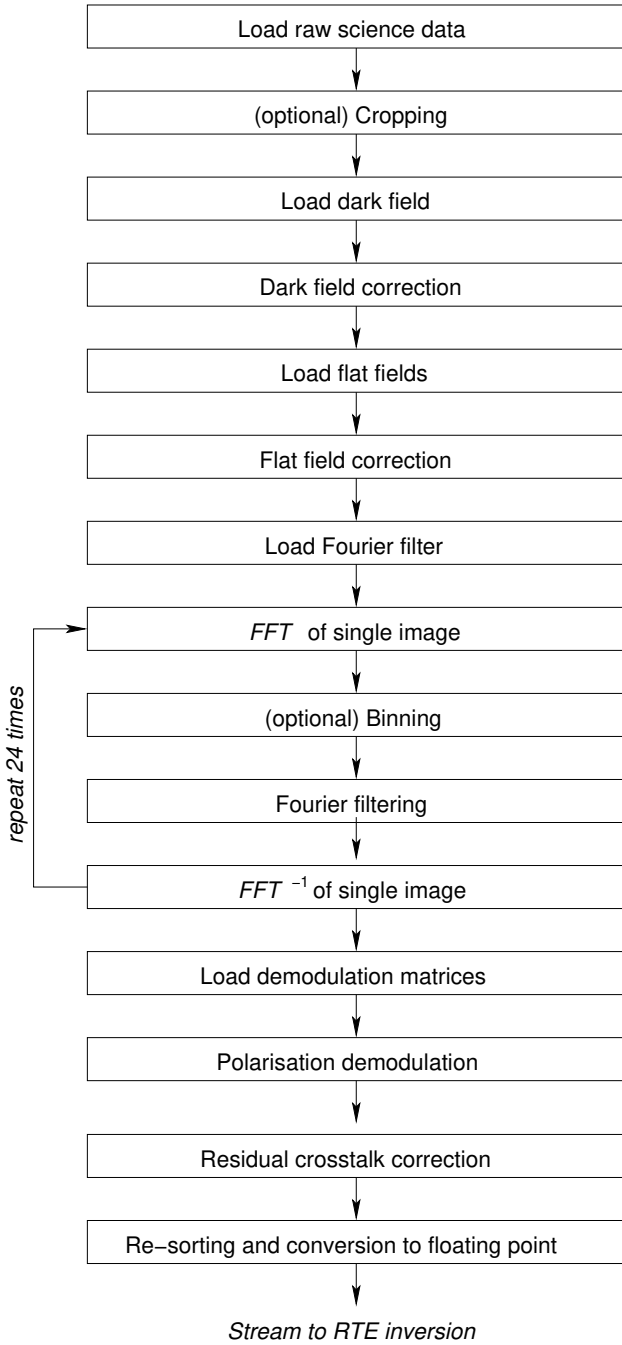 Load raw science data
(optional) Cropping
Load dark field
Dark field correction
Load flat fields
Flat field correction
Load Fourier filter
FFT of single image
(optional) Binning
Fourier filtering
FFT −1 of single image
repeat 24 times
Load demodulation matrices
Polarisation demodulation
Residual crosstalk correction
Re−sorting and conversion to floating point
Stream to RTE inversion